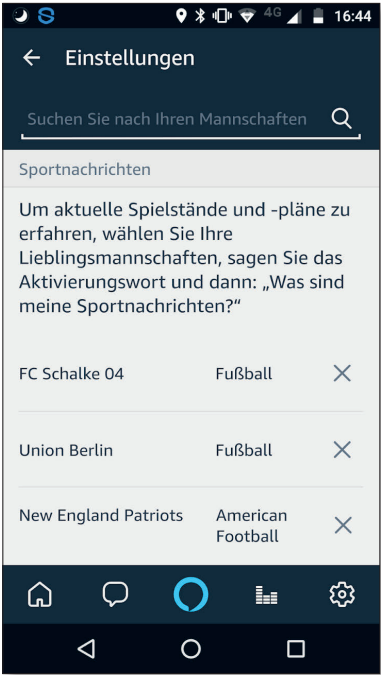 4G 16:44
Einstellungen
Suchen Sie nach Ihren Mannschaften
Sportnachrichten
Um aktuelle Spielstände und -pläne zu
erfahren, wählen Sie Ihre
Lieblingsmannschaften, sagen Sie das
Aktivierungswort und dann: „Was sind
meine Sportnachrichten?“
FC Schalke 04 Fußball
Union Berlin Fußball
New England Patriots American
Football